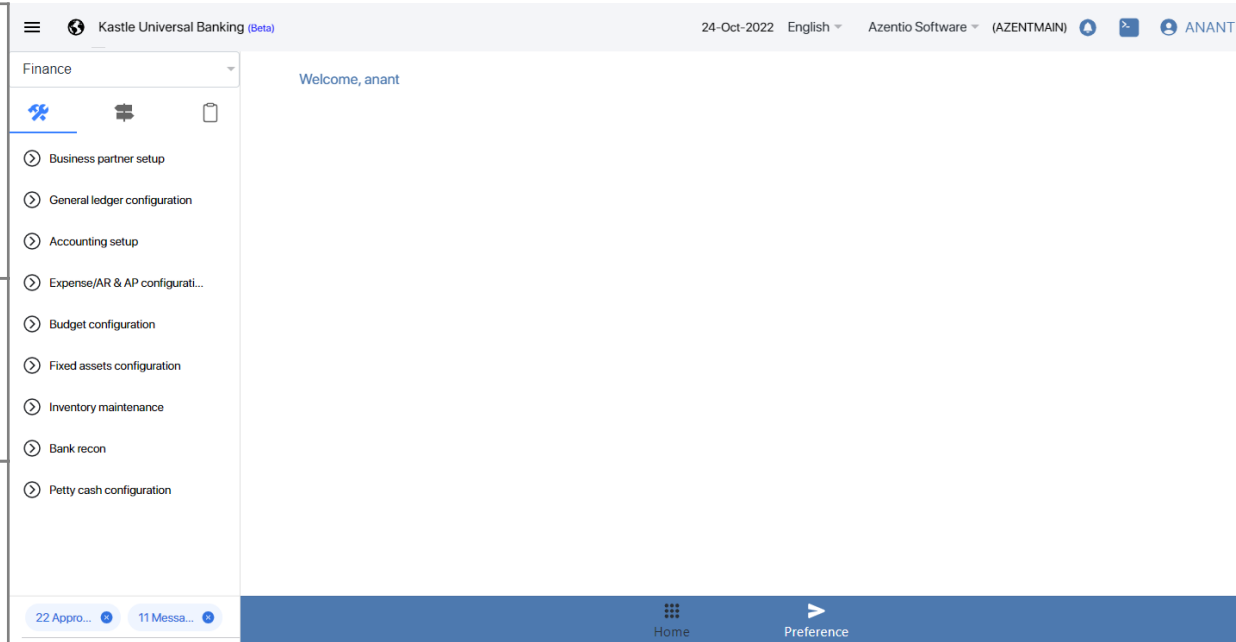 Kastle Universal Banking (Beta) 24-Oct-2022 English Azentio Software (AZENTMAIN) ANANT
Finance
Welcome, anant
Business partner setup
General ledger configuration
Accounting setup
Expense/AR & AP configurati...
Budget configuration
Fixed assets configuration
Inventory maintenance
Bank recon
Petty cash configuration
22 Appro... 11 Messa...
Home Preference